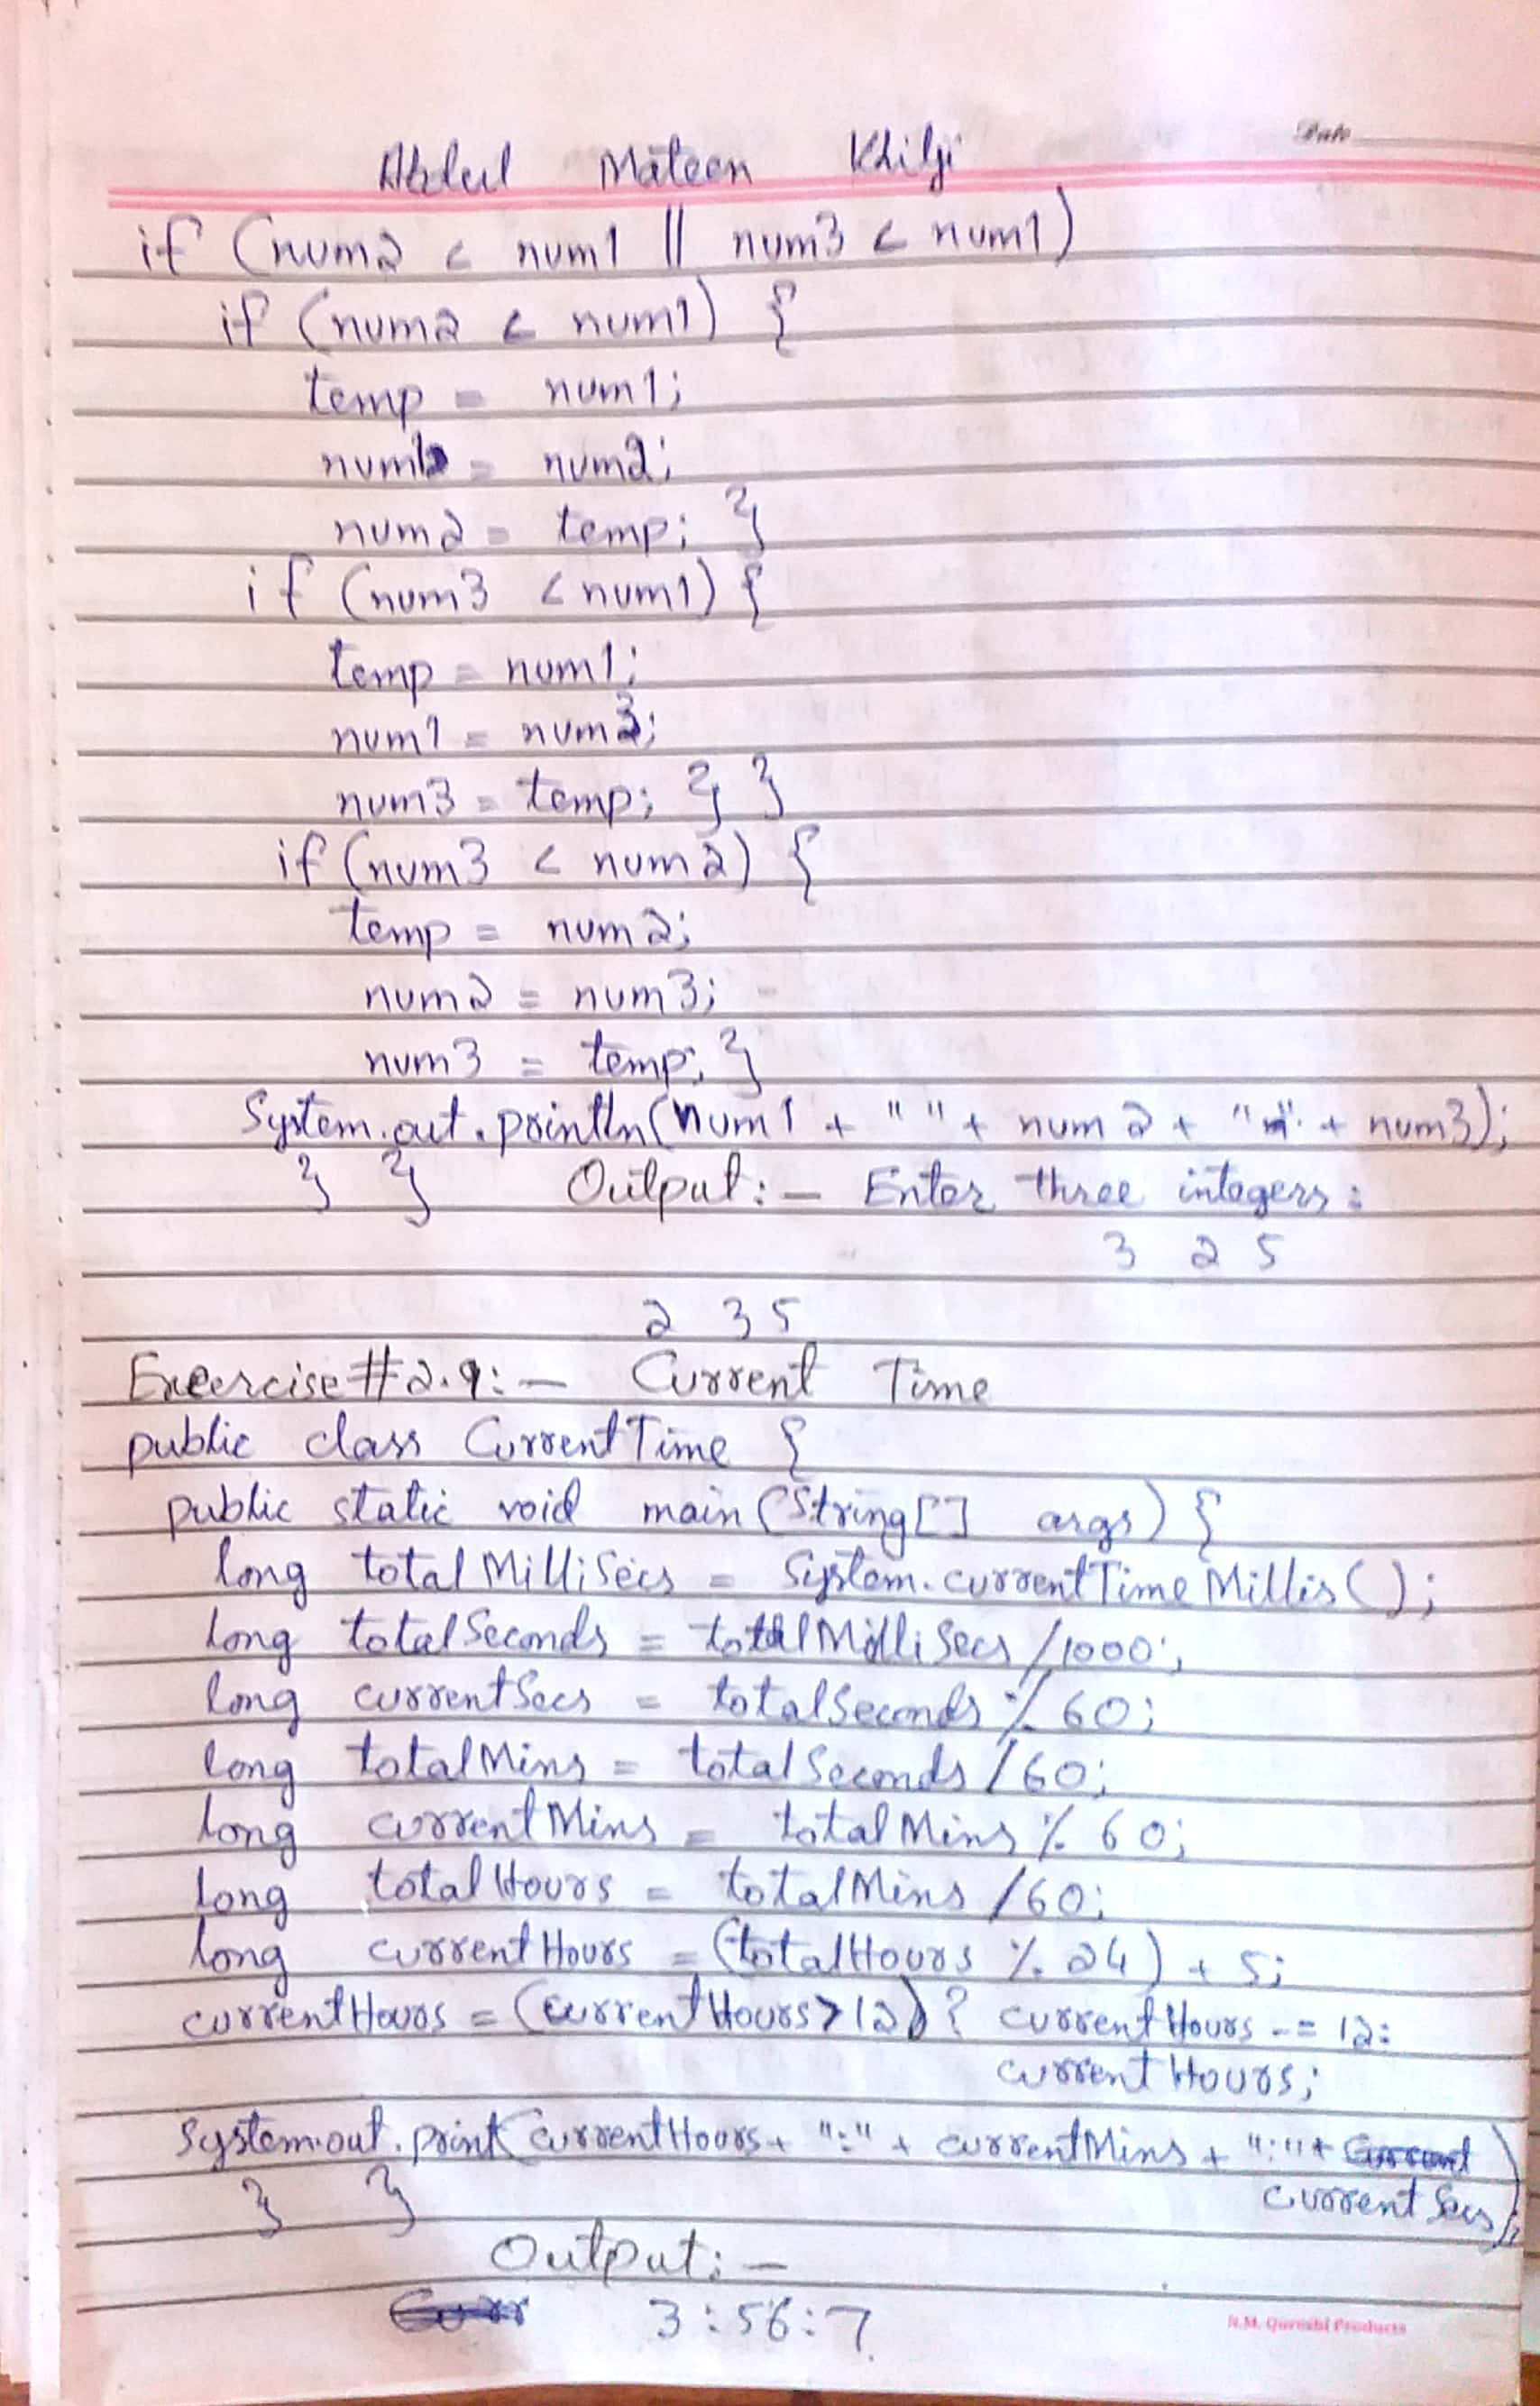 Date
Abdul Mateen Khilji
if (num2 < num1 || num3 < num1)
if (num2 < num1) {
temp = num1;
num1 = num2;
num2 = temp; }
if (num3 < num1) {
temp = num1;
num1 = num3;
num3 = temp; } }
if (num3 < num2) {
temp = num2;
num2 = num3;
num3 = temp; }
System.out.println(num1 + " " + num2 + " " + num3);
} } Output:- Enter three integers:
3 2 5
2 3 5
Exeercise #2.9:- Current Time
public class CurrentTime {
public static void main (String[] args) {
long totalMilliSecs = System.currentTimeMillis();
long totalSeconds = totalMilliSecs /1000;
long currentSecs = totalSeconds % 60;
long totalMins = totalSeconds /60;
long currentMins = totalMins % 60;
long totalHours = totalMins /60;
long currentHours = (totalHours % 24) + 5;
currentHours = (currentHours > 12) ? currentHours -= 12:
currentHours;
System.out.print(currentHours + ":" + currentMins + ":" +
} } currentSecs);
Output:-
3:56:7
R.M. Qureshi Products